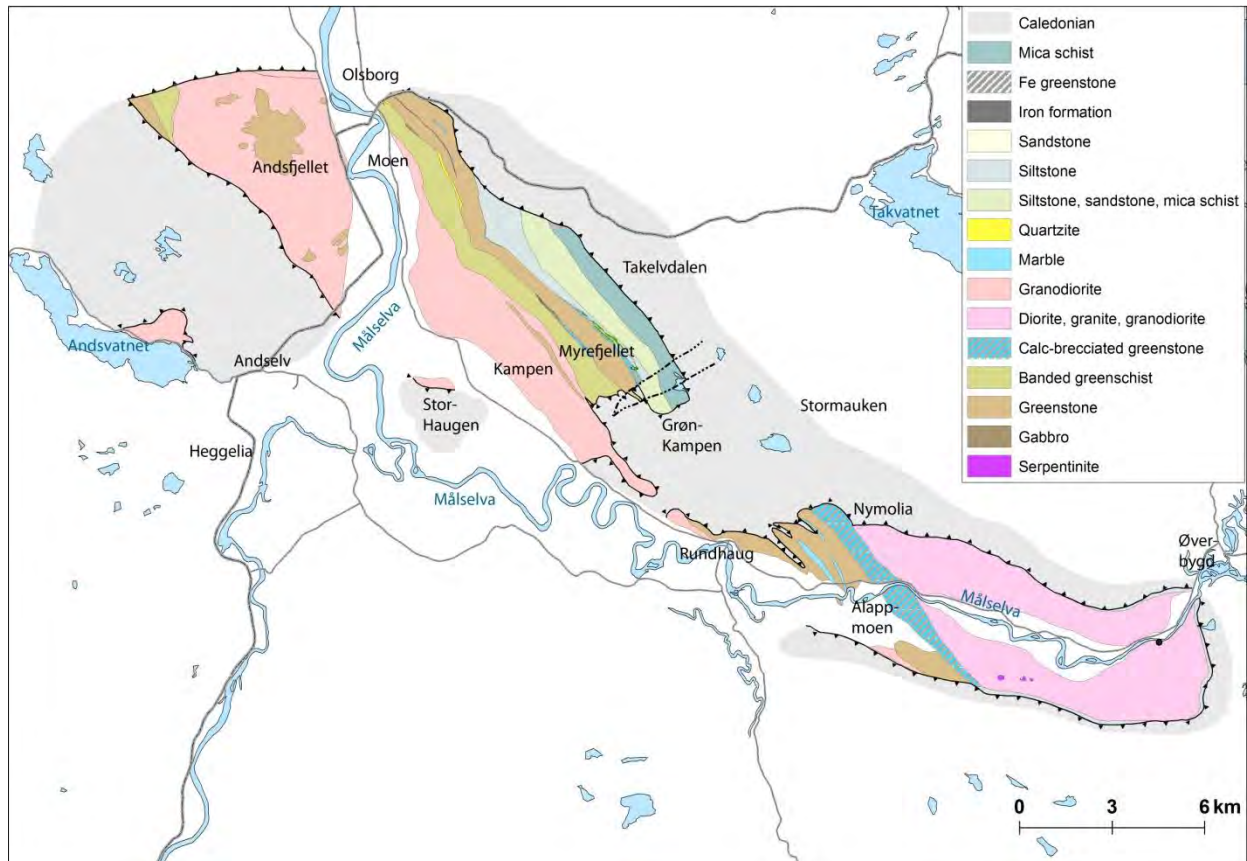 Caledonian
Mica schist
Fe greenstone
Iron formation
Sandstone
Siltstone
Siltstone, sandstone, mica schist
Quartzite
Marble
Granodiorite
Diorite, granite, granodiorite
Calc-brecciated greenstone
Banded greenschist
Greenstone
Gabbro
Serpentinite
Olsborg
Andsfjellet
Moen
Takvatnet
Takelvdalen
Målselva
Andsvatnet
Andselv
Myrefjellet
Kampen
Stor-
Haugen
Grøn-
Kampen
Stormauken
Heggelia
Målselva
Nymolia
Rundhaug
Øver-
bygd
Alapp-
moen
Målselva
0 3 6 km